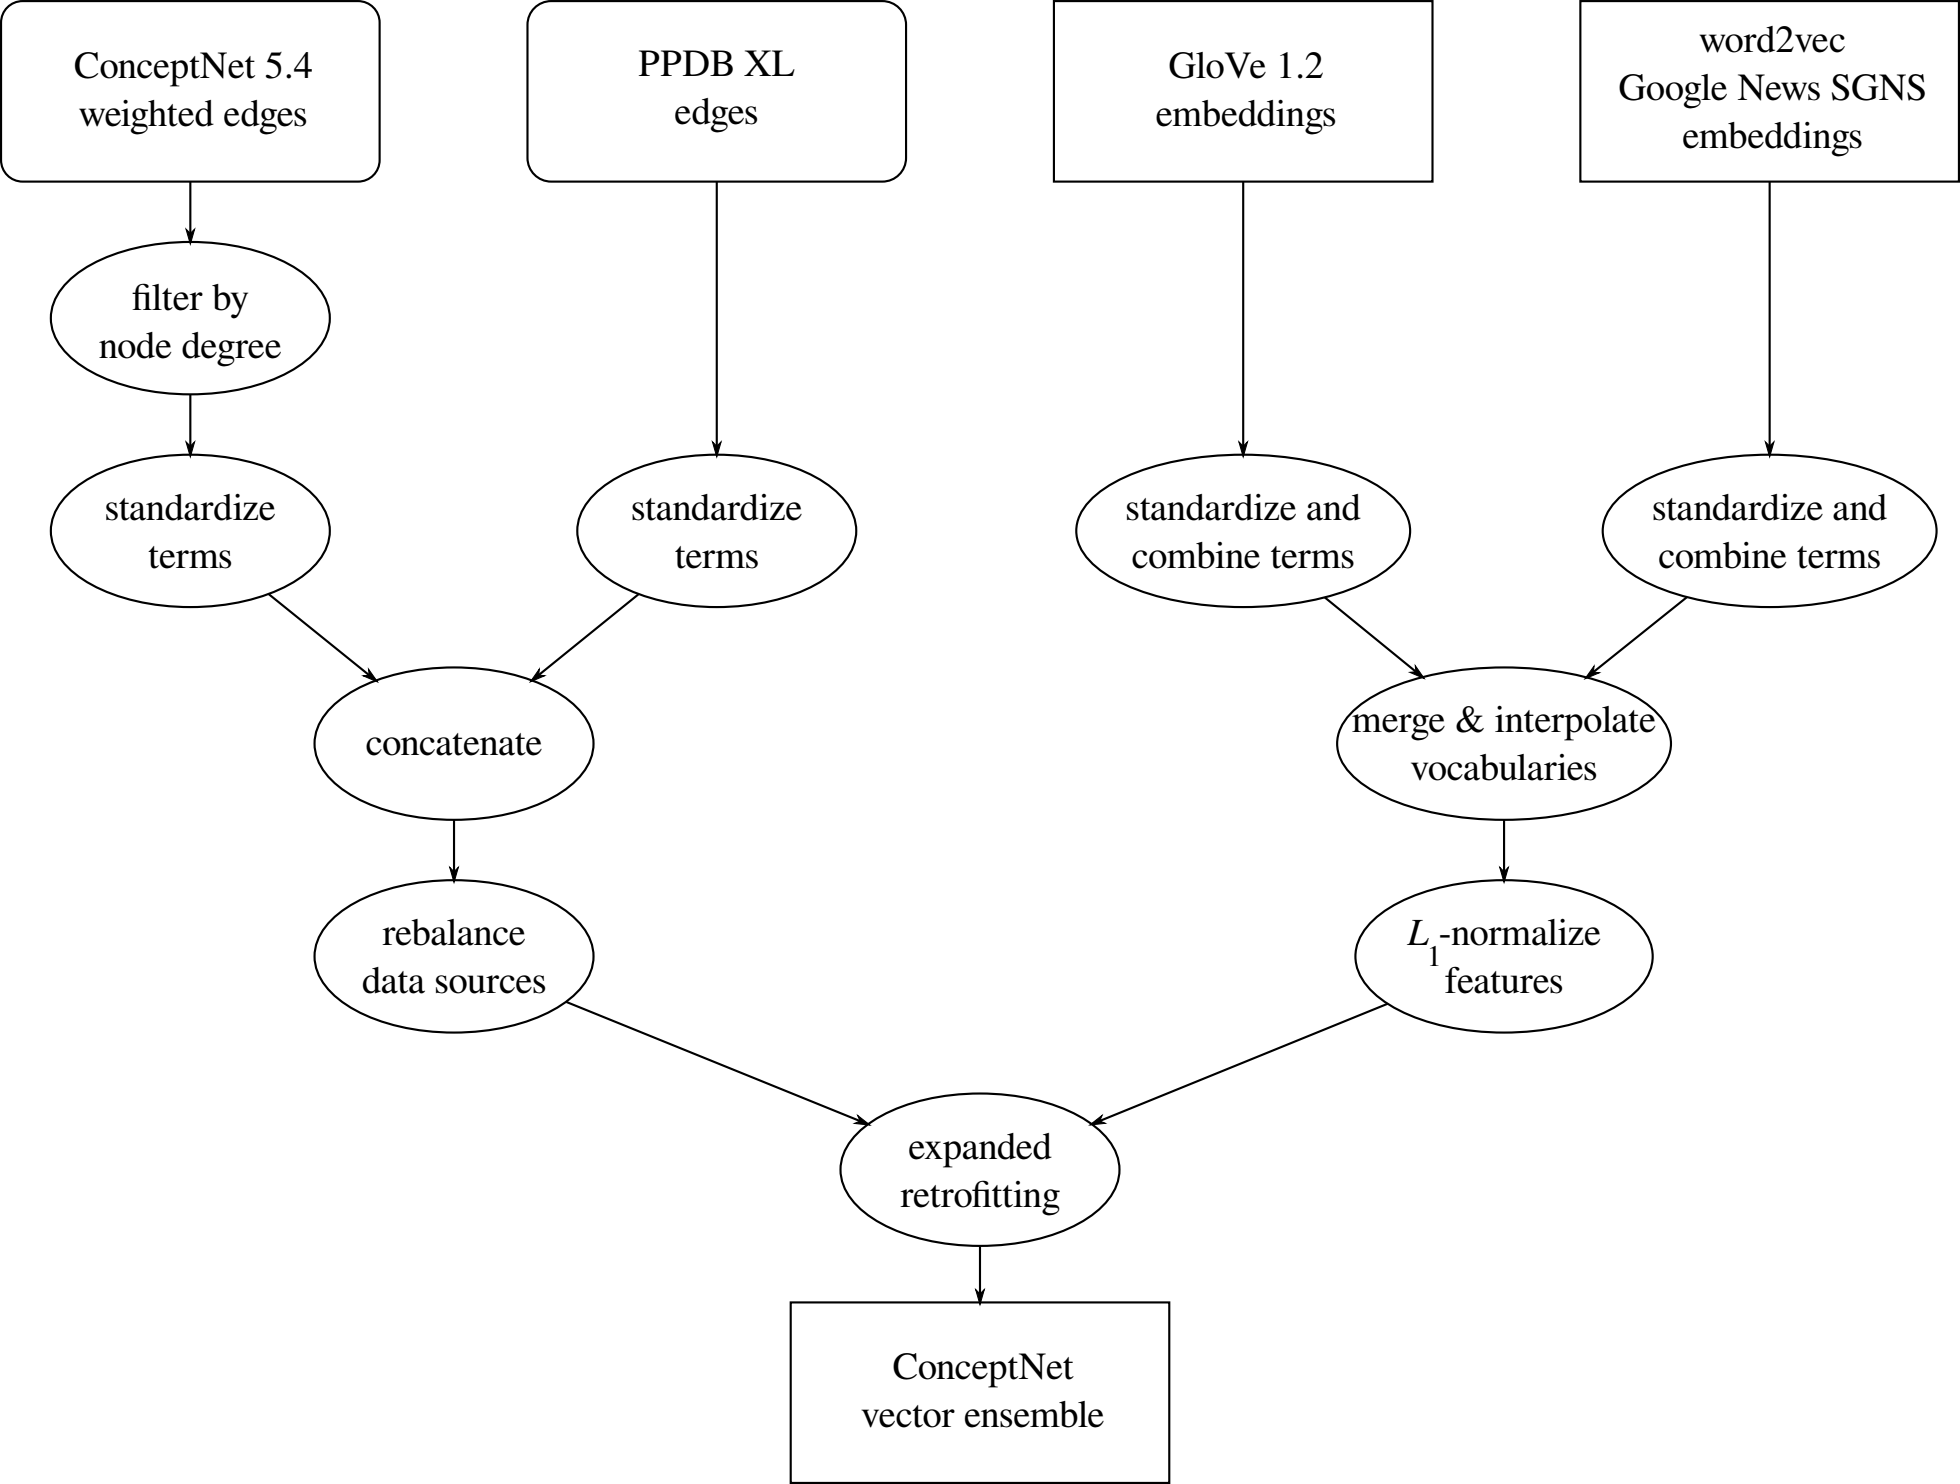 ConceptNet 5.4
weighted edges
PPDB XL
edges
GloVe 1.2
embeddings
word2vec
Google News SGNS
embeddings
filter by
node degree
standardize
terms
standardize
terms
standardize and
combine terms
standardize and
combine terms
concatenate
merge & interpolate
vocabularies
rebalance
data sources
L1-normalize
features
expanded
retrofitting
ConceptNet
vector ensemble